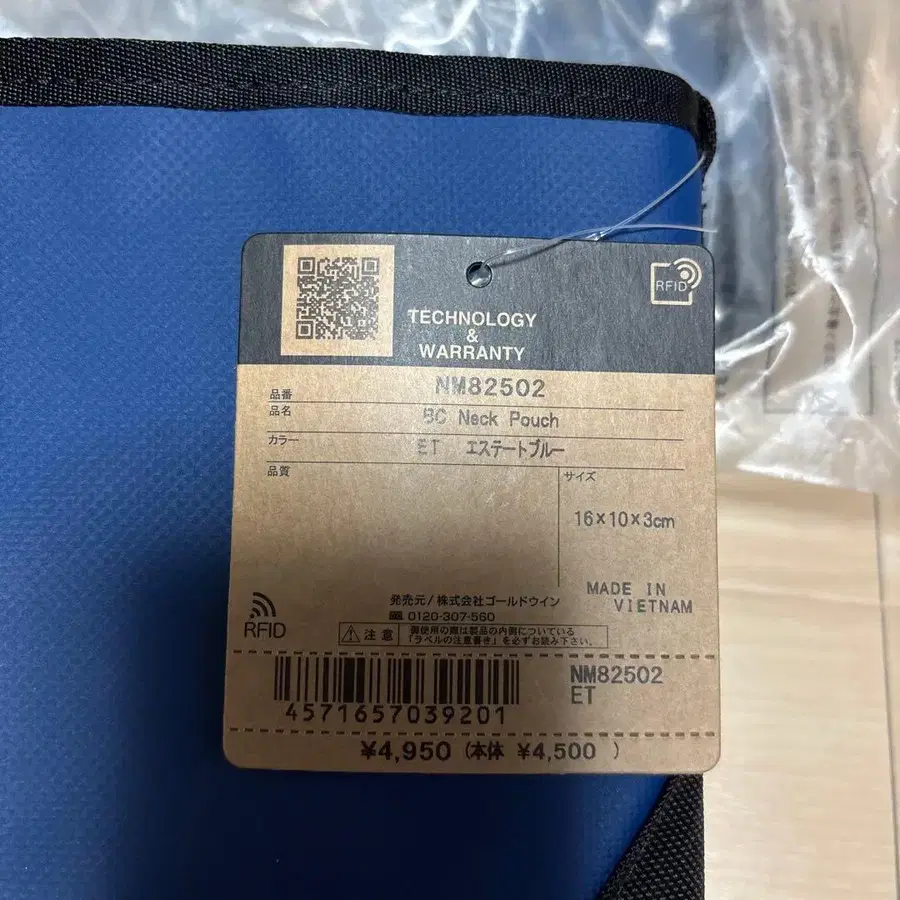 RFID
TECHNOLOGY
&
WARRANTY
品番 NM82502
品名 BC Neck Pouch
カラー ET エステートブルー
品質
サイズ
16×10×3cm
MADE IN
VIETNAM
発売元/株式会社ゴールドウイン
0120-307-560
RFID
注意 御使用の際は製品の内側についている
「ラベルの注意書き」を必ずお読み下さい。
4571657039201
NM82502
ET
¥4,950 (本体 ¥4,500 )